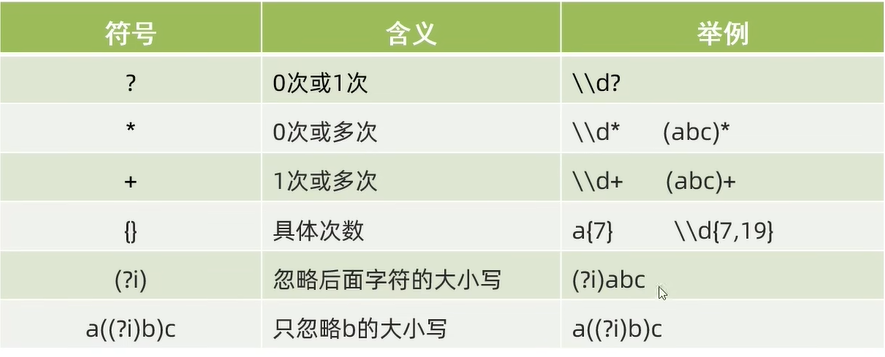 符号 含义 举例
? 0次或1次 \\d?
* 0次或多次 \\d* (abc)*
+ 1次或多次 \\d+ (abc)+
{} 具体次数 a{7} \\d{7,19}
(?i) 忽略后面字符的大小写 (?i)abc
a((?i)b)c 只忽略b的大小写 a((?i)b)c